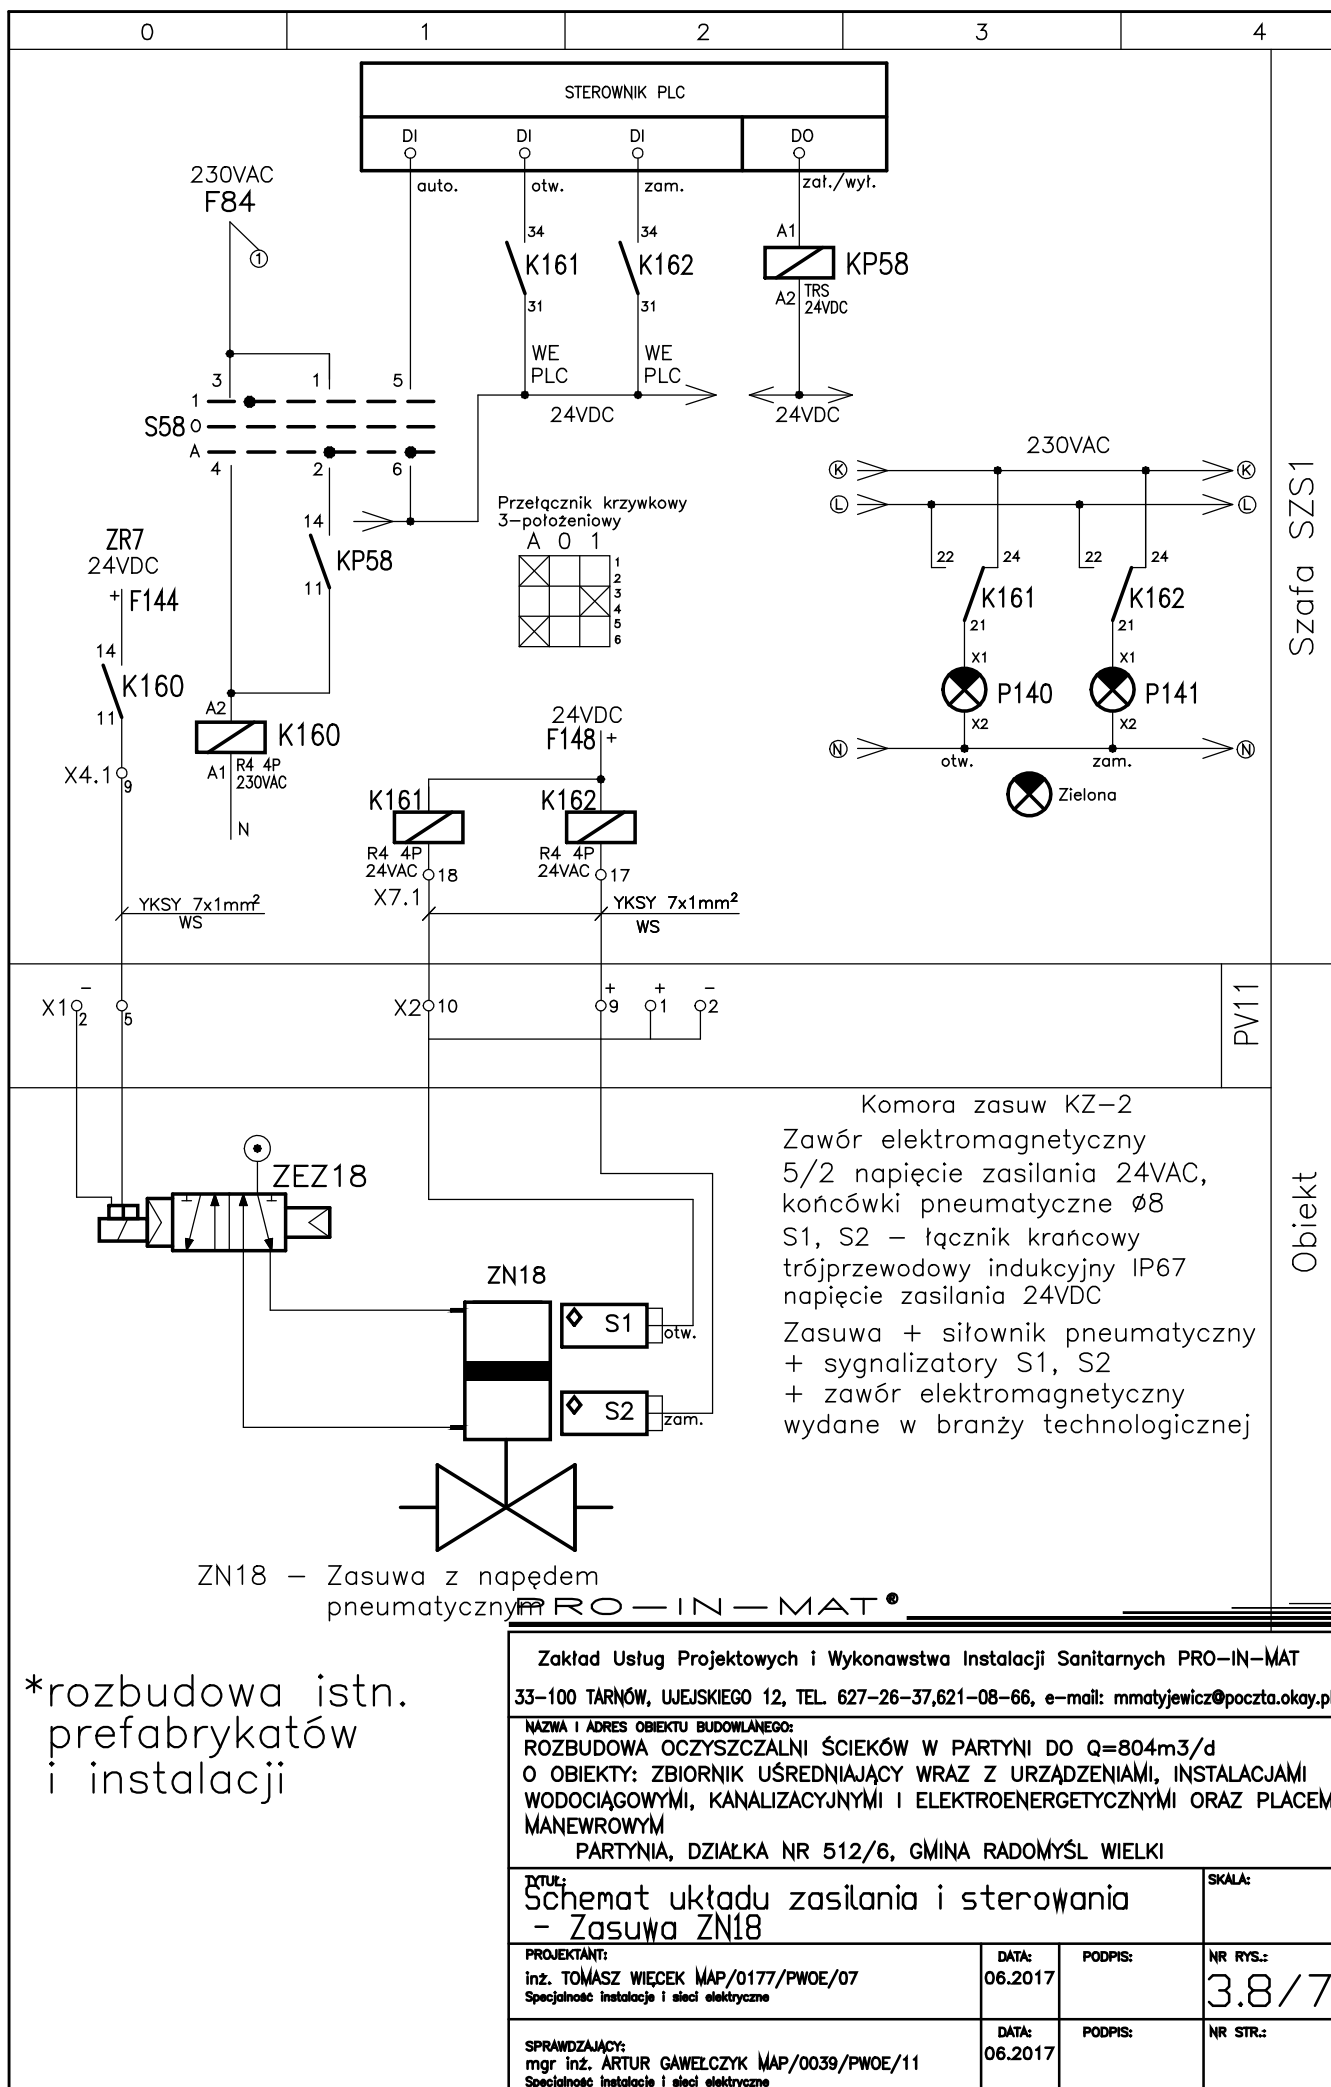 0 1 2 3 4
STEROWNIK PLC
DI DI DI DO
auto. otw. zam. zał./wył.
230VAC
F84
1
34 34 A1
K161 K162 KP58
31 31 A2 TRS
24VDC
WE WE
PLC PLC
24VDC 24VDC
3 1 5
1
S58 0
A
4 2 6
230VAC
K K
L L
Przełącznik krzywkowy
3-położeniowy
A 0 1
1
2
3
4
5
6
14
KP58
11
ZR7
24VDC
+ F144
14
K160
11
22 24 22 24
K161 K162
21 21
X1 X1
P140 P141
X2 X2
N N
otw. zam.
Zielona
A2
K160
A1 R4 4P
230VAC
N
X4.1 9
24VDC
F148 +
K161 K162
R4 4P R4 4P
24VAC 18 24VAC 17
X7.1
YKSY 7x1mm² YKSY 7x1mm²
WS WS
Szafa SZS1
X1 - 2 5 X2 10 + 9 + 1 - 2
PV11
Komora zasuw KZ-2
Zawór elektromagnetyczny
5/2 napięcie zasilania 24VAC,
końcówki pneumatyczne Ø8
S1, S2 - łącznik krańcowy
trójprzewodowy indukcyjny IP67
napięcie zasilania 24VDC
Zasuwa + siłownik pneumatyczny
+ sygnalizatory S1, S2
+ zawór elektromagnetyczny
wydane w branży technologicznej
Obiekt
ZEZ18
ZN18
S1 otw.
S2 zam.
ZN18 - Zasuwa z napędem
pneumatycznym
PRO-IN-MAT®
*rozbudowa istn.
prefabrykatów
i instalacji
Zakład Usług Projektowych i Wykonawstwa Instalacji Sanitarnych PRO-IN-MAT
33-100 TARNÓW, UJEJSKIEGO 12, TEL. 627-26-37,621-08-66, e-mail: mmatyjewicz@poczta.okay.pl
NAZWA I ADRES OBIEKTU BUDOWLANEGO:
ROZBUDOWA OCZYSZCZALNI ŚCIEKÓW W PARTYNI DO Q=804m3/d
O OBIEKTY: ZBIORNIK UŚREDNIAJĄCY WRAZ Z URZĄDZENIAMI, INSTALACJAMI
WODOCIĄGOWYMI, KANALIZACYJNYMI I ELEKTROENERGETYCZNYMI ORAZ PLACEM
MANEWROWYM
PARTYNIA, DZIAŁKA NR 512/6, GMINA RADOMYŚL WIELKI
TYTUŁ:
Schemat układu zasilania i sterowania
- Zasuwa ZN18
SKALA:
PROJEKTANT:
inż. TOMASZ WIĘCEK MAP/0177/PWOE/07
Specjalność instalacje i sieci elektryczne
DATA:
06.2017
PODPIS:
NR RYS.:
3.8/7
SPRAWDZAJĄCY:
mgr inż. ARTUR GAWEŁCZYK MAP/0039/PWOE/11
Specjalność instalacje i sieci elektryczne
DATA:
06.2017
PODPIS:
NR STR.: